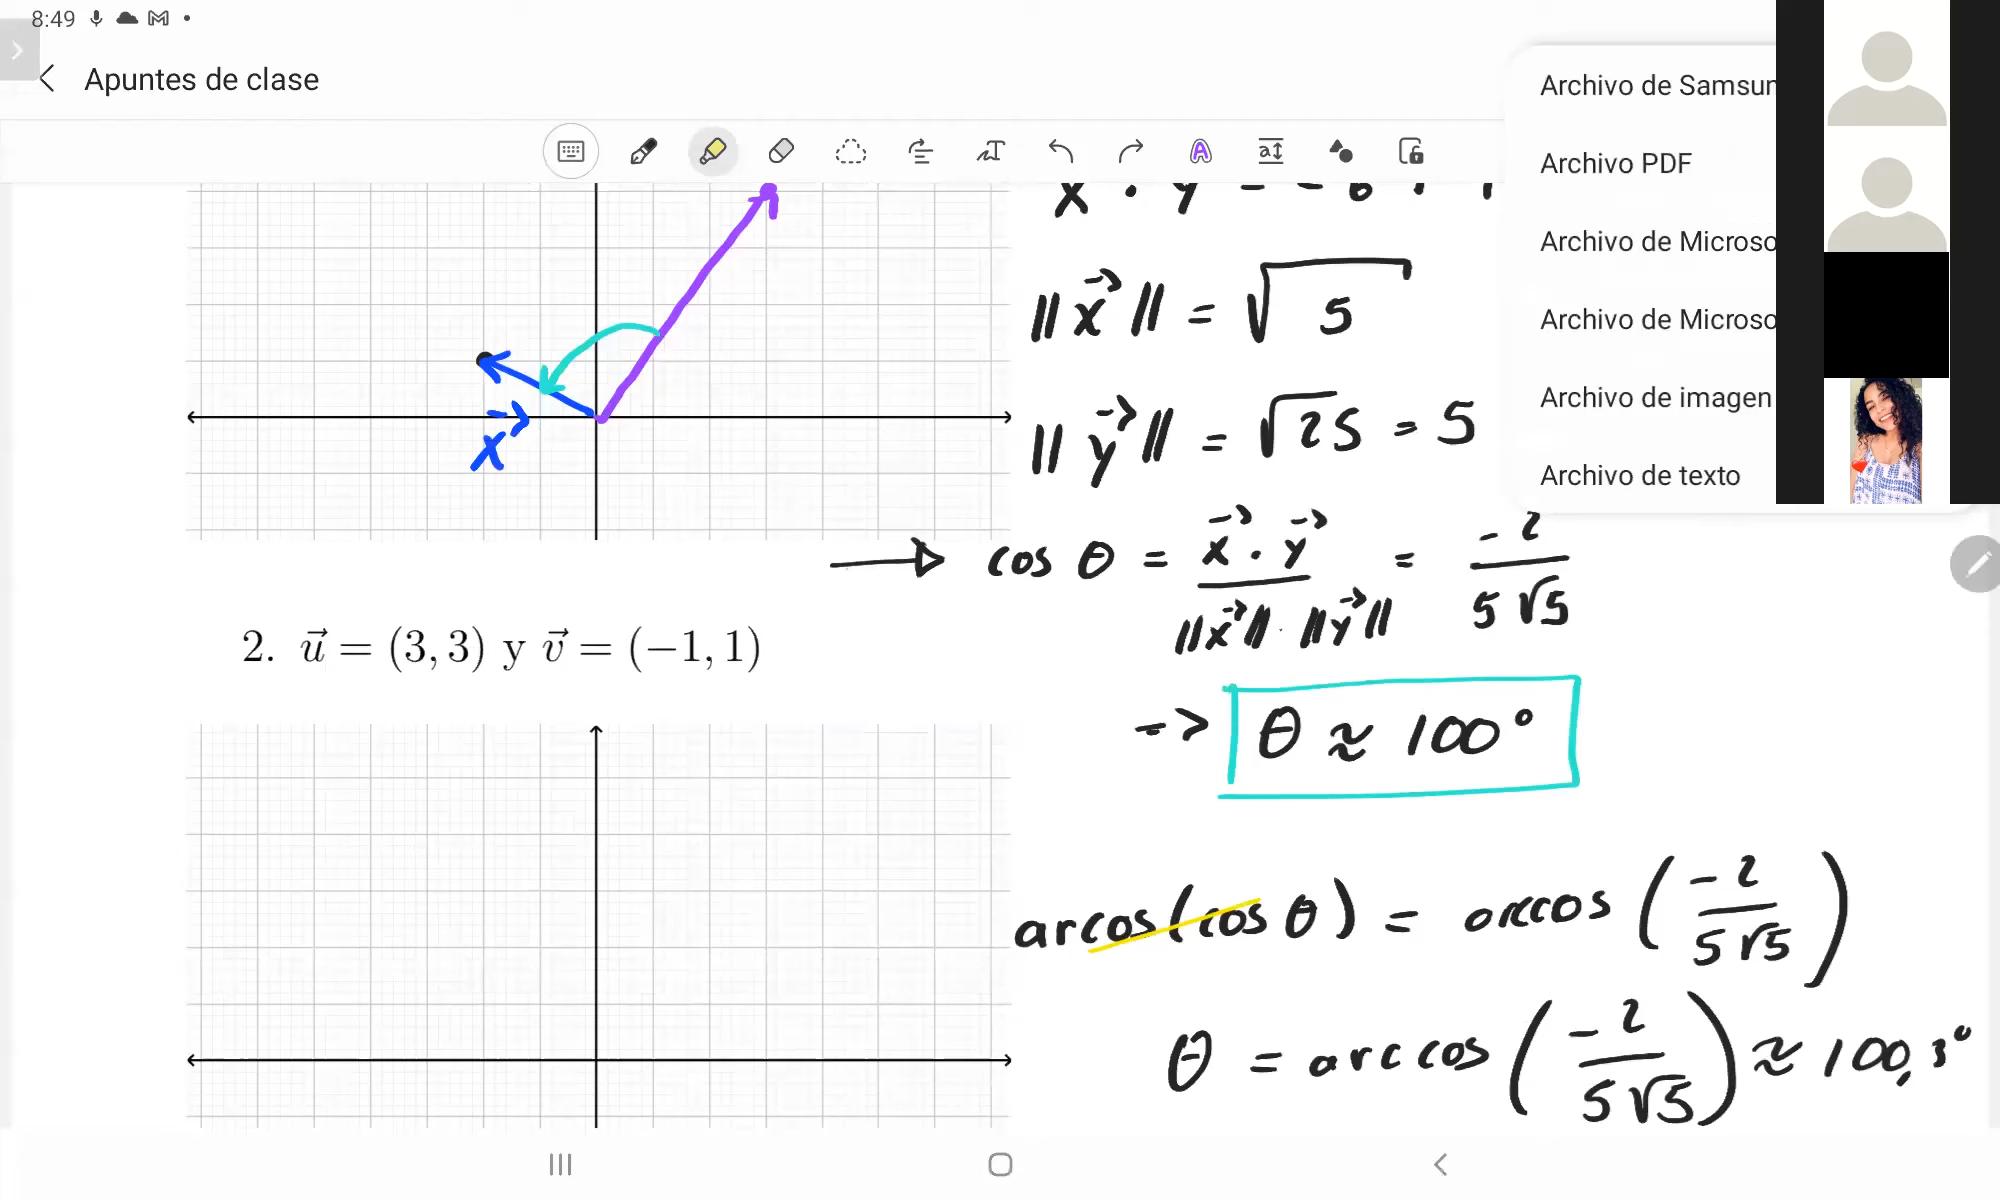 8:49
Apuntes de clase
Archivo de Samsun
Archivo PDF
Archivo de Microso
Archivo de Microso
Archivo de imagen
Archivo de texto
x⃗
||x⃗|| = √5
||y⃗|| = √25 = 5
→ cos θ = x⃗ · y⃗ / ||x⃗|| · ||y⃗|| = -2 / 5√5
-> θ ≈ 100°
2. u⃗ = (3, 3) y v⃗ = (−1, 1)
arcos(cos θ) = arccos (-2 / 5√5)
θ = arc cos (-2 / 5√5) ≈ 100,3°